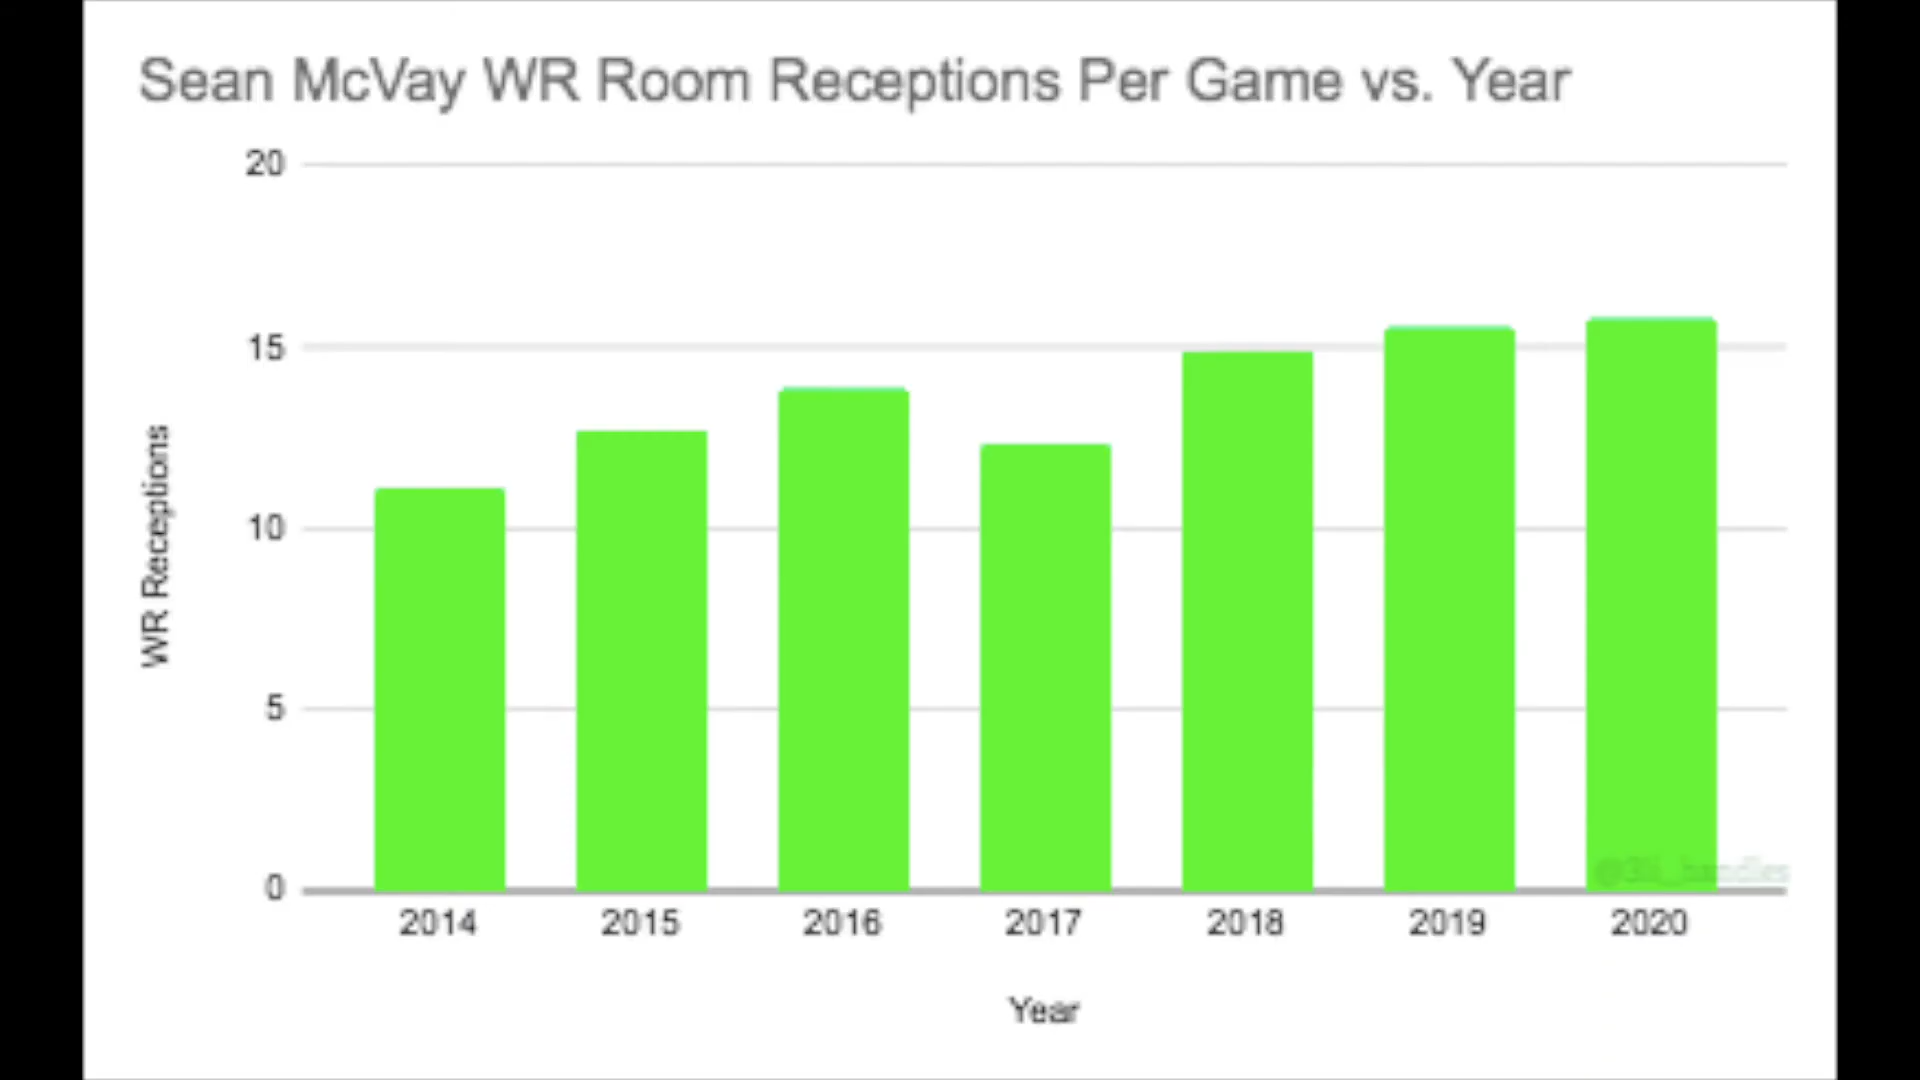 Sean McVay WR Room Receptions Per Game vs. Year
20
15
10
5
0
WR Receptions
2014 2015 2016 2017 2018 2019 2020
Year